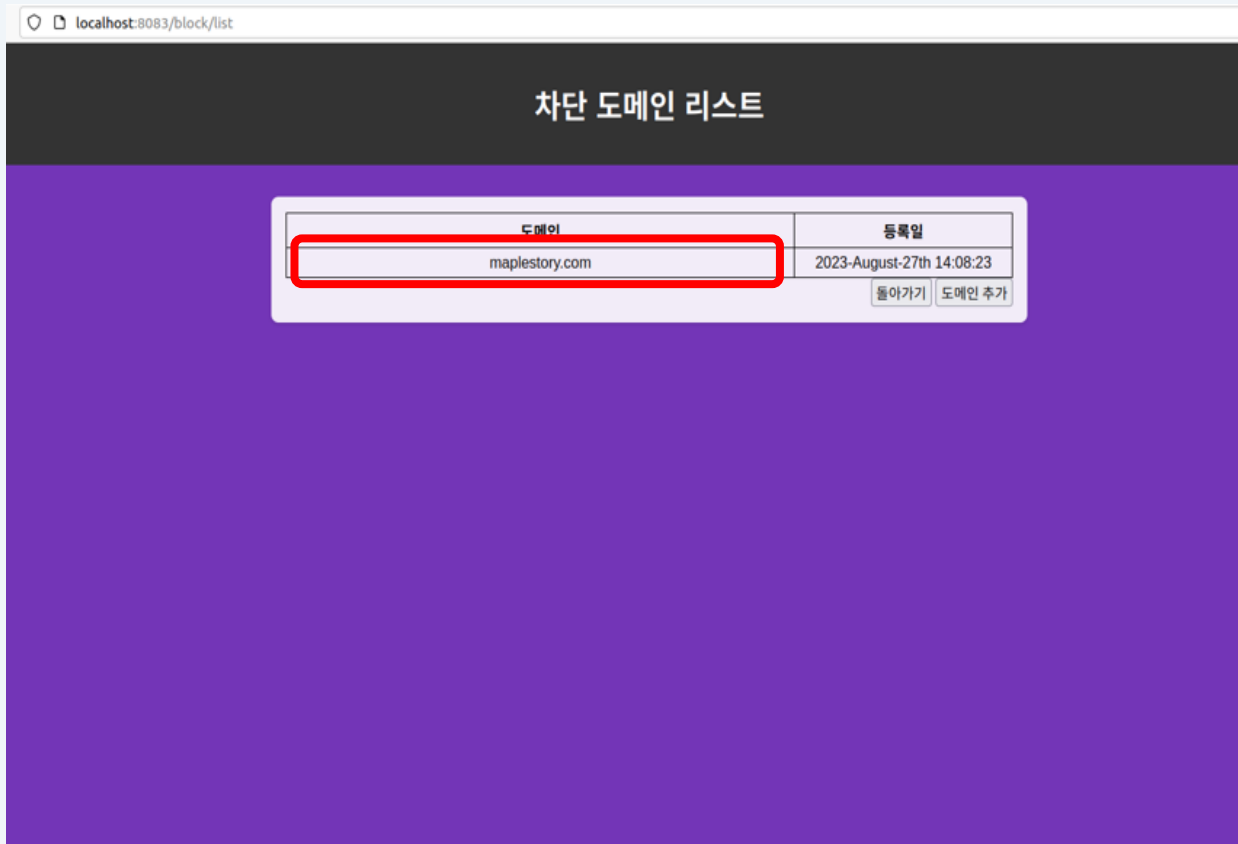 localhost:8083/block/list
차단 도메인 리스트
도메인 등록일
maplestory.com 2023-August-27th 14:08:23
돌아가기 도메인 추가